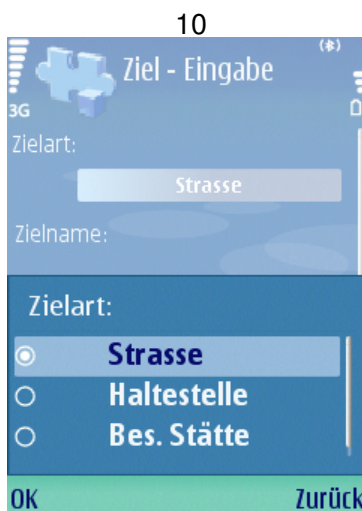 10
Ziel - Eingabe
3G
Zielart:
Strasse
Zielname:
Zielart:
Strasse
Haltestelle
Bes. Stätte
OK
Zurück